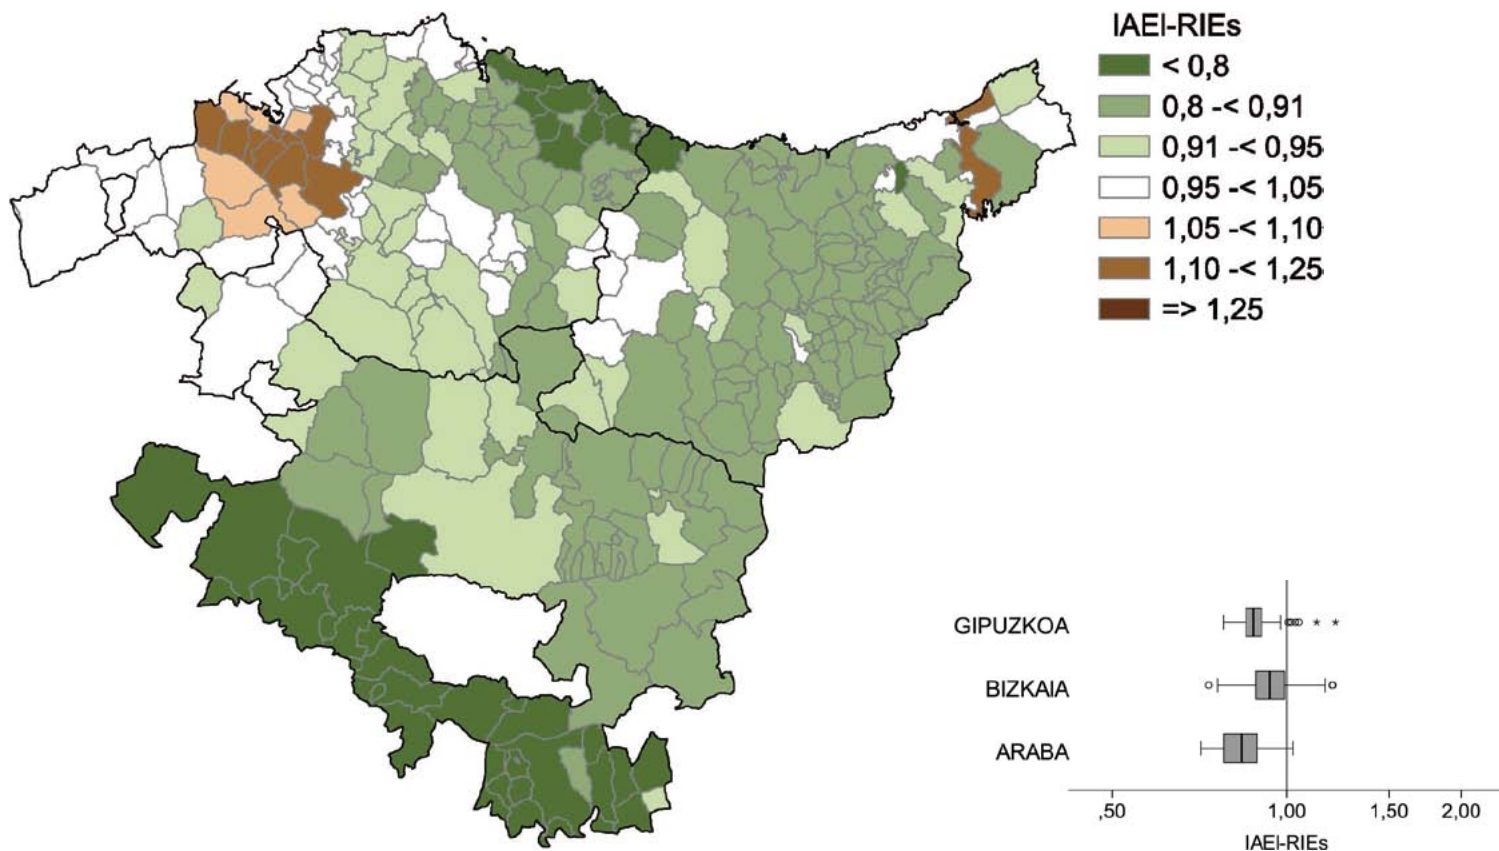 IAEI-RIEs
< 0,8
0,8 -< 0,91
0,91 -< 0,95
0,95 -< 1,05
1,05 -< 1,10
1,10 -< 1,25
=> 1,25
GIPUZKOA
BIZKAIA
ARABA
,50 1,00 1,50 2,00
IAEI-RIEs